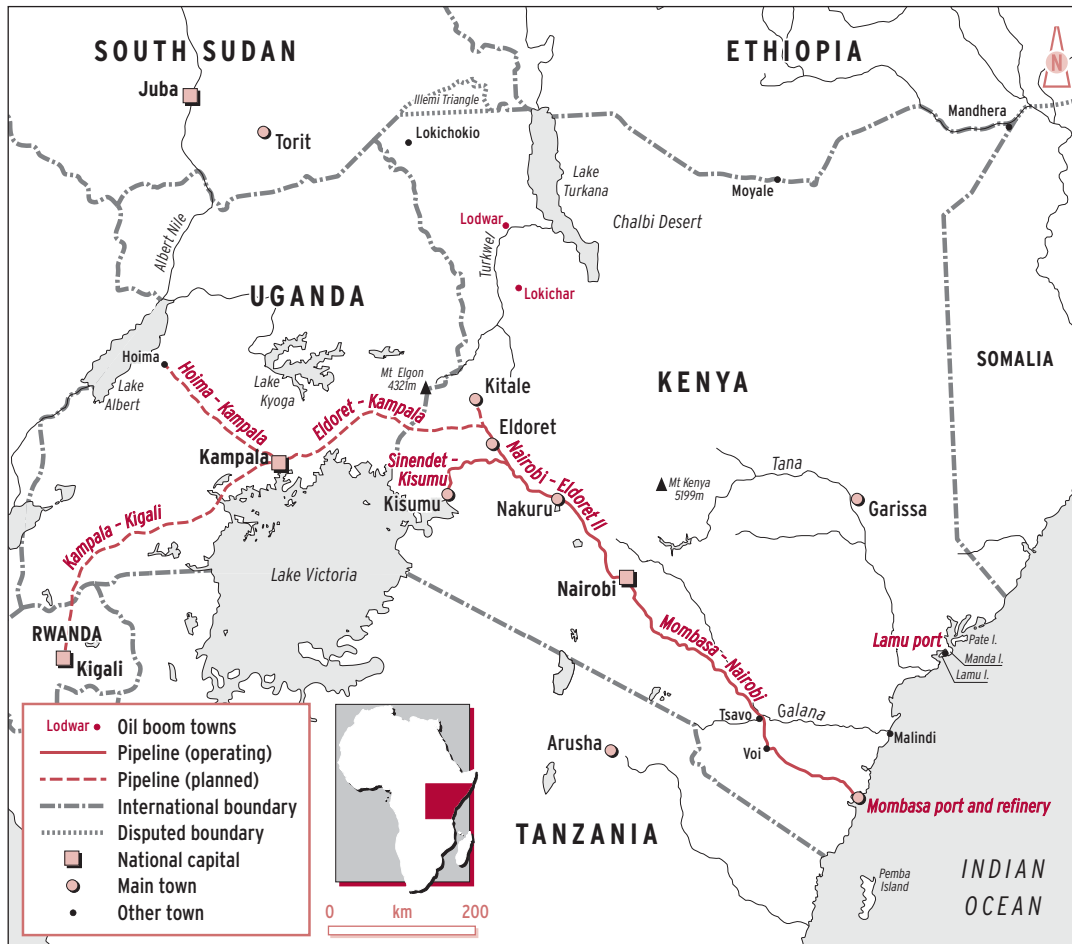 SOUTH SUDAN
ETHIOPIA
N
Juba
Illemi Triangle
Mandhera
Torit
Lokichokio
Lake
Turkana
Moyale
Albert Nile
Lodwar
Chalbi Desert
Turkwel
Lokichar
UGANDA
Hoima
Lake
Albert
Lake
Kyoga
Mt Elgon
4321m
SOMALIA
KENYA
Kitale
Hoima – Kampala
Eldoret – Kampala
Eldoret
Kampala
Sinendet –
Kisumu
Nairobi – Eldoret II
Tana
Mt Kenya
5199m
Kisumu
Nakuru
Garissa
Kampala – Kigali
Lake Victoria
Nairobi
RWANDA
Kigali
Mombasa – Nairobi
Lamu port
Pate I.
Manda I.
Lamu I.
Tsavo
Galana
Malindi
Arusha
Voi
Mombasa port and refinery
TANZANIA
Pemba
Island
INDIAN
OCEAN
Lodwar
Oil boom towns
Pipeline (operating)
Pipeline (planned)
International boundary
Disputed boundary
National capital
Main town
Other town
0 km 200